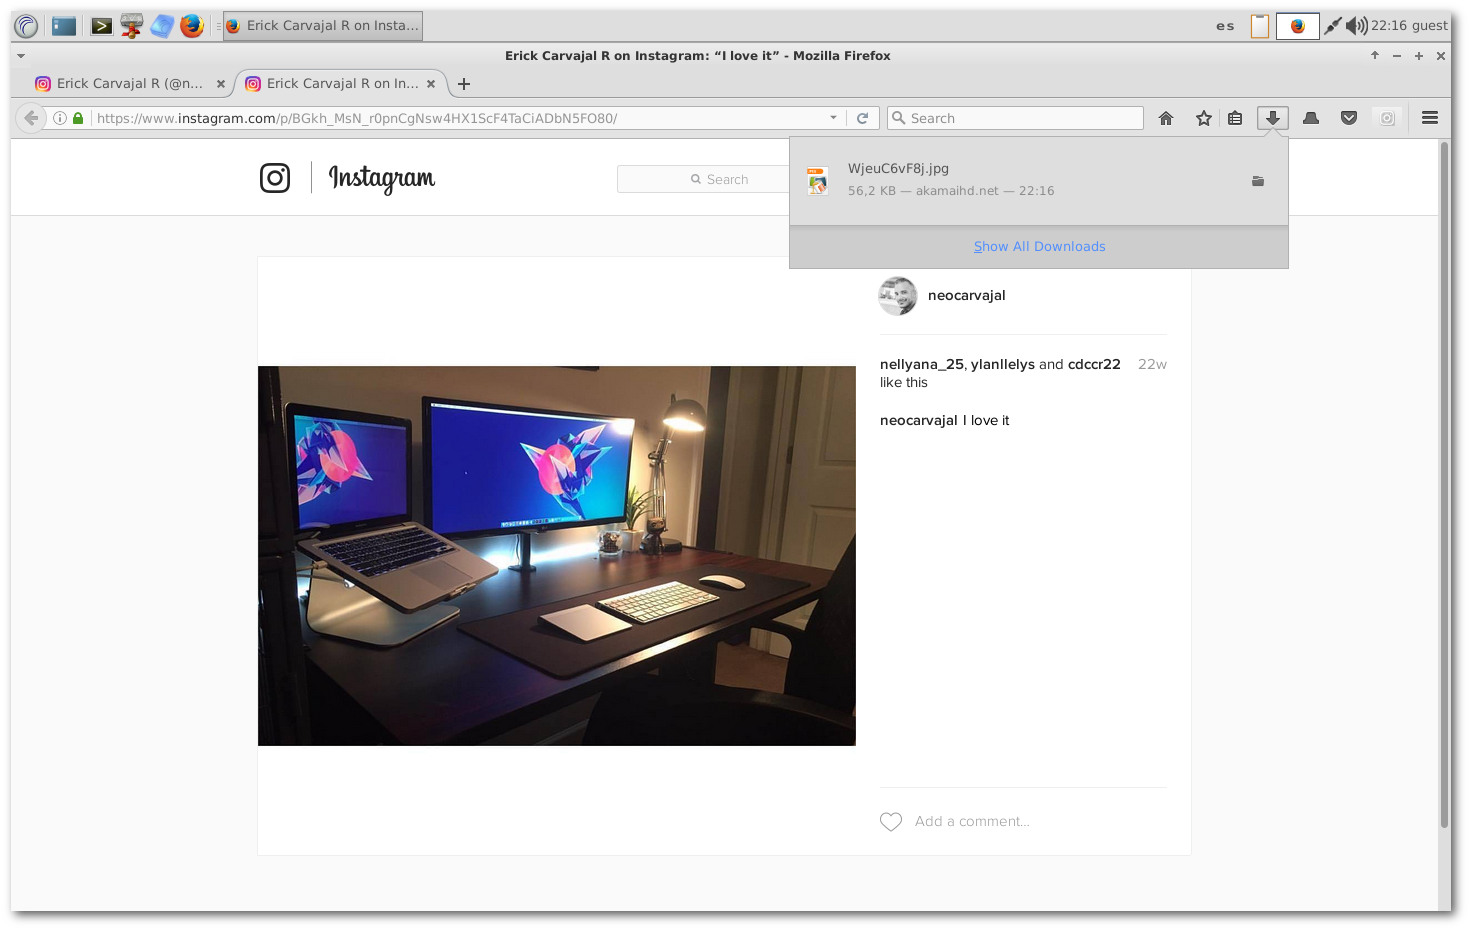 Erick Carvajal R on Insta...
es
22:16 guest
Erick Carvajal R on Instagram: “I love it” - Mozilla Firefox
Erick Carvajal R (@n...
Erick Carvajal R on In...
https://www.instagram.com/p/BGkh_MsN_r0pnCgNsw4HX1ScF4TaCiADbN5FO80/
Search
Instagram
Search
WjeuC6vF8j.jpg
56,2 KB — akamaihd.net — 22:16
Show All Downloads
neocarvajal
nellyana_25, ylanllelys and cdccr22 22w
like this
neocarvajal I love it
Add a comment...